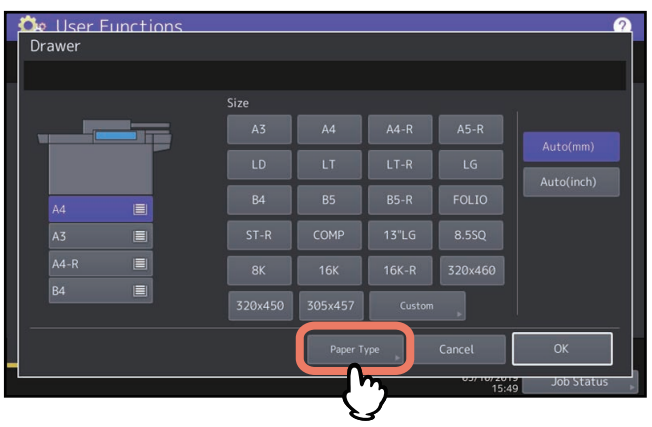 User Functions
?
Drawer
Size
A3 A4 A4-R A5-R
Auto(mm)
LD LT LT-R LG
Auto(inch)
B4 B5 B5-R FOLIO
A4
A3
A4-R
B4
ST-R COMP 13"LG 8.5SQ
8K 16K 16K-R 320x460
320x450 305x457 Custom
Paper Type Cancel OK
15:49
Job Status